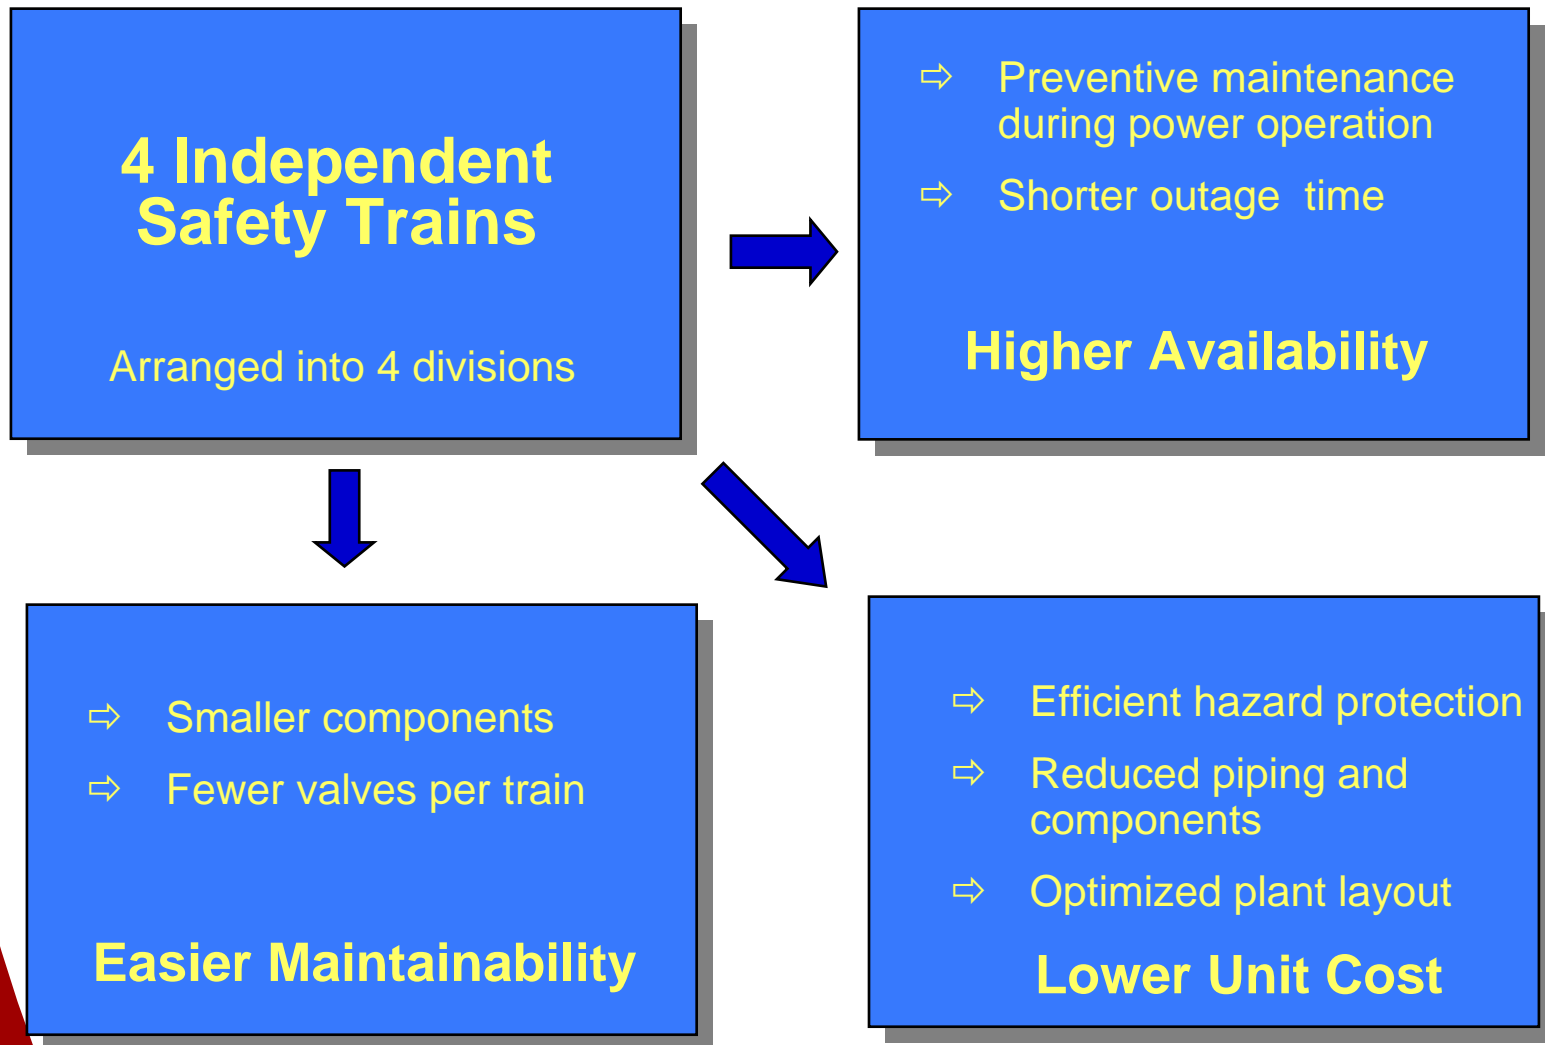 4 Independent
Safety Trains
Arranged into 4 divisions
⇨ Preventive maintenance
during power operation
⇨ Shorter outage  time
Higher Availability
⇨ Smaller components
⇨ Fewer valves per train
Easier Maintainability
⇨ Efficient hazard protection
⇨ Reduced piping and
components
⇨ Optimized plant layout
Lower Unit Cost